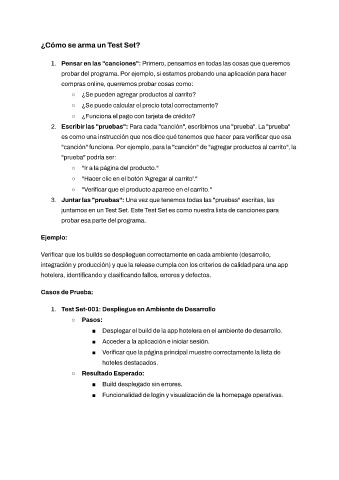 ¿Cómo se arma un Test Set?
1. Pensar en las "canciones": Primero, pensamos en todas las cosas que queremos
probar del programa. Por ejemplo, si estamos probando una aplicación para hacer
compras online, querremos probar cosas como:
○ ¿Se pueden agregar productos al carrito?
○ ¿Se puede calcular el precio total correctamente?
○ ¿Funciona el pago con tarjeta de crédito?
2. Escribir las "pruebas": Para cada "canción", escribimos una "prueba". La "prueba"
es como una instrucción que nos dice qué tenemos que hacer para verificar que esa
"canción" funciona. Por ejemplo, para la "canción" de "agregar productos al carrito", la
"prueba" podría ser:
○ "Ir a la página del producto."
○ "Hacer clic en el botón 'Agregar al carrito'."
○ "Verificar que el producto aparece en el carrito."
3. Juntar las "pruebas": Una vez que tenemos todas las "pruebas" escritas, las
juntamos en un Test Set. Este Test Set es como nuestra lista de canciones para
probar esa parte del programa.
Ejemplo:
Verificar que los builds se desplieguen correctamente en cada ambiente (desarrollo,
integración y producción) y que la release cumpla con los criterios de calidad para una app
hotelera, identificando y clasificando fallos, errores y defectos.
Casos de Prueba:
1. Test Set-001: Despliegue en Ambiente de Desarrollo
○ Pasos:
■ Desplegar el build de la app hotelera en el ambiente de desarrollo.
■ Acceder a la aplicación e iniciar sesión.
■ Verificar que la página principal muestre correctamente la lista de
hoteles destacados.
○ Resultado Esperado:
■ Build desplegado sin errores.
■ Funcionalidad de login y visualización de la homepage operativas.